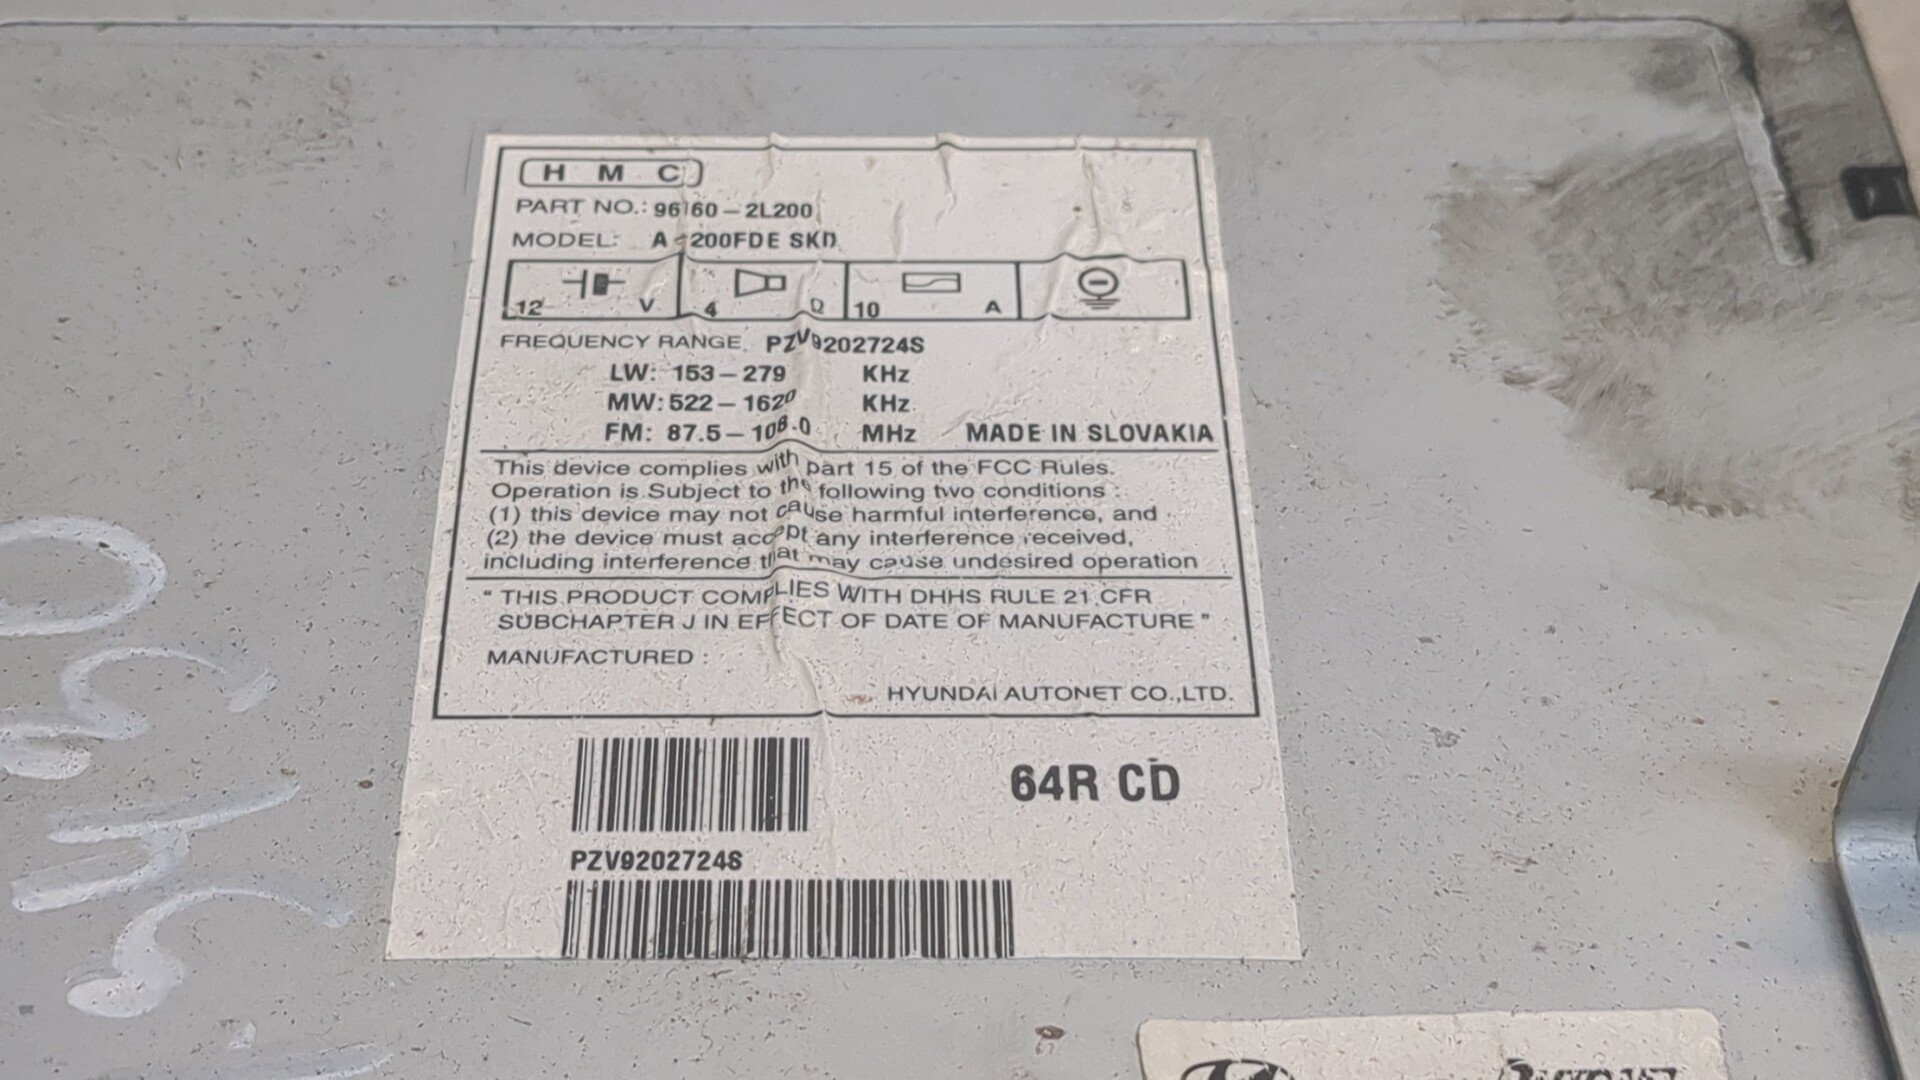 H M C
PART NO.: 96160-2L200
MODEL: A-200FDE SKD
12 V 4 Ω 10 A
FREQUENCY RANGE. PZV9202724S
LW: 153-279 KHz
MW: 522-1620 KHz
FM: 87.5-108.0 MHz MADE IN SLOVAKIA
This device complies with part 15 of the FCC Rules.
Operation is Subject to the following two conditions :
(1) this device may not cause harmful interference, and
(2) the device must accept any interference received,
including interference that may cause undesired operation
" THIS PRODUCT COMPLIES WITH DHHS RULE 21.CFR
SUBCHAPTER J IN EFFECT OF DATE OF MANUFACTURE "
MANUFACTURED :
HYUNDAI AUTONET CO.,LTD.
64R CD
PZV9202724S